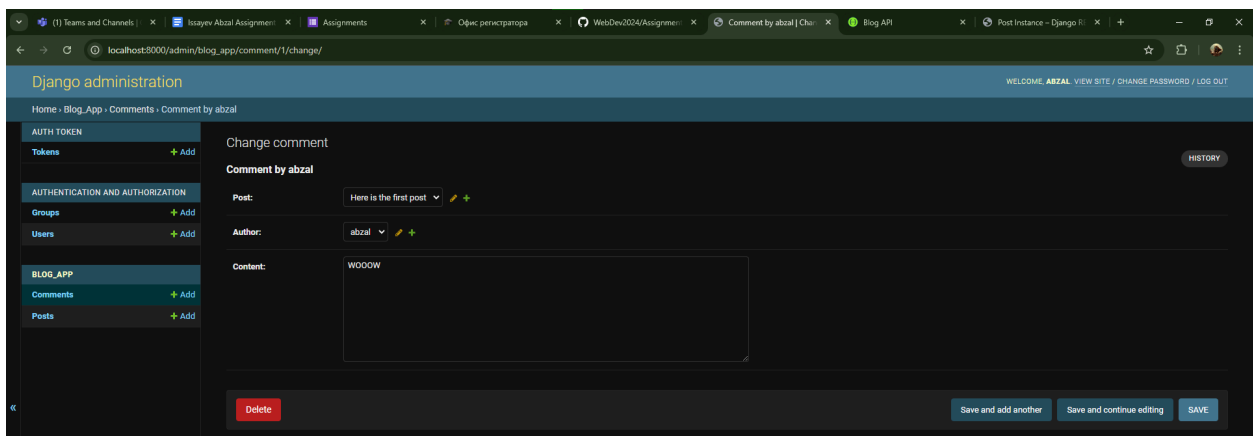 (1) Teams and Channels |
Issayev Abzal Assignment
Assignments
Офис регистратора
WebDev2024/Assignmen
Comment by abzal | Chan
Blog API
Post Instance – Django R
localhost:8000/admin/blog_app/comment/1/change/
Django administration
WELCOME, ABZAL. VIEW SITE / CHANGE PASSWORD / LOG OUT
Home › Blog_App › Comments › Comment by abzal
AUTH TOKEN
Tokens + Add
AUTHENTICATION AND AUTHORIZATION
Groups + Add
Users + Add
BLOG_APP
Comments + Add
Posts + Add
«
Change comment
HISTORY
Comment by abzal
Post: Here is the first post
Author: abzal
Content: WOOOW
Delete
Save and add another
Save and continue editing
SAVE